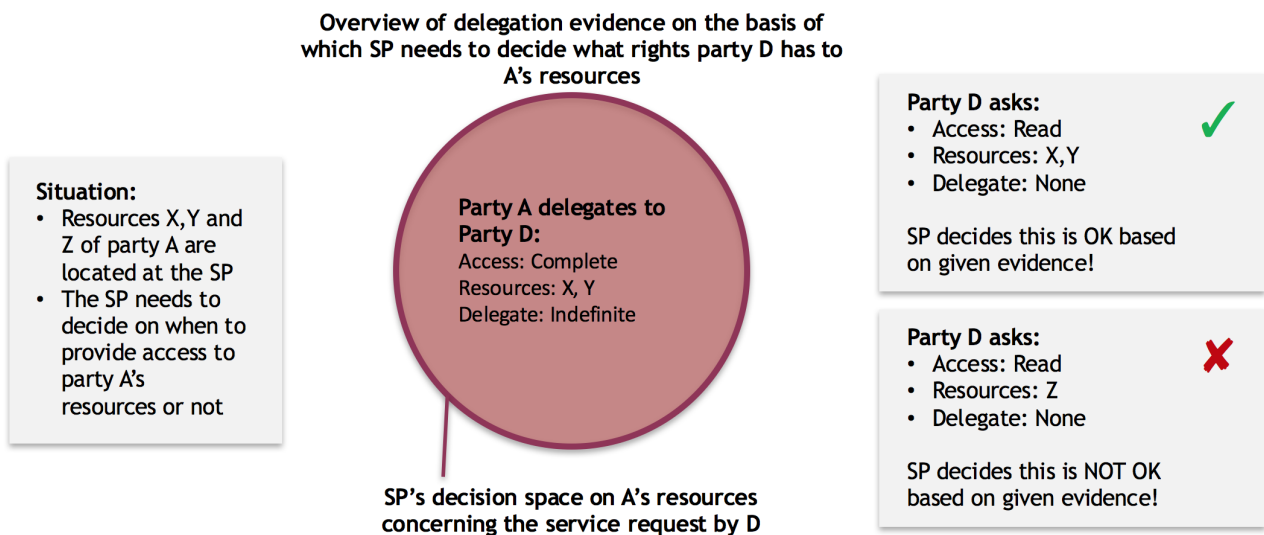 Overview of delegation evidence on the basis of
which SP needs to decide what rights party D has to
A's resources
Situation:
• Resources X,Y and
Z of party A are
located at the SP
• The SP needs to
decide on when to
provide access to
party A's
resources or not
Party A delegates to
Party D:
Access: Complete
Resources: X, Y
Delegate: Indefinite
SP's decision space on A's resources
concerning the service request by D
Party D asks:
• Access: Read
• Resources: X,Y
• Delegate: None
SP decides this is OK based
on given evidence!
Party D asks:
• Access: Read
• Resources: Z
• Delegate: None
SP decides this is NOT OK
based on given evidence!